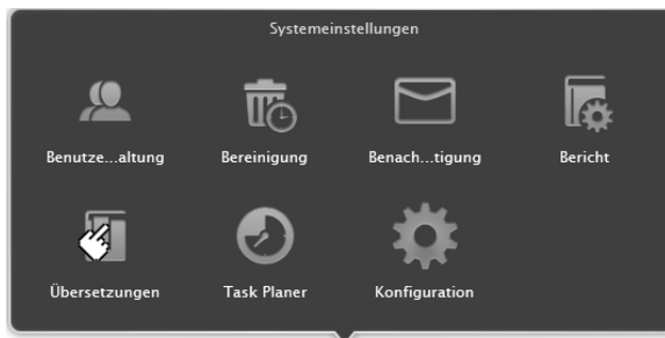 Systemeinstellungen
Benutze...altung Bereinigung Benach...tigung Bericht
Übersetzungen Task Planer Konfiguration